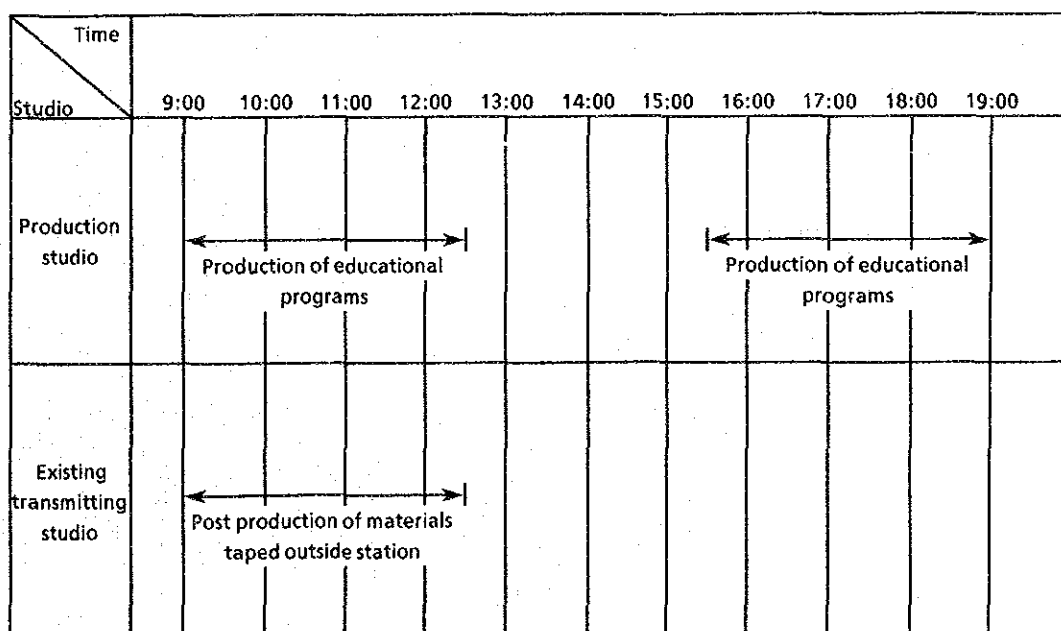 Time
Studio
9:00 10:00 11:00 12:00 13:00 14:00 15:00 16:00 17:00 18:00 19:00
Production
studio
Production of educational
programs
Production of educational
programs
Existing
transmitting
studio
Post production of materials
taped outside station